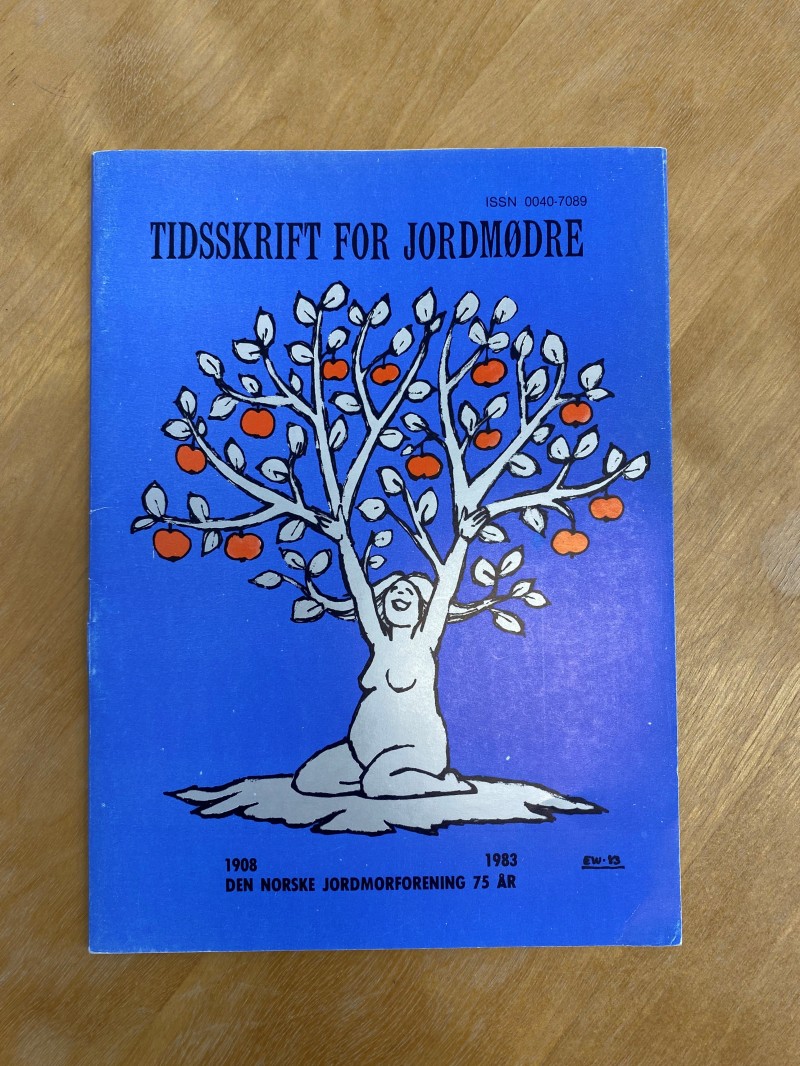 ISSN 0040-7089
TIDSSKRIFT FOR JORDMØDRE
1908 1983
DEN NORSKE JORDMORFORENING 75 ÅR
EW-83